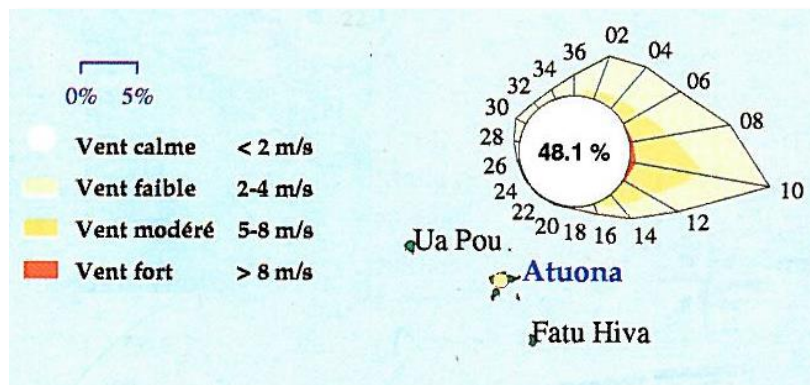 0% 5%
Vent calme < 2 m/s
Vent faible 2-4 m/s
Vent modéré 5-8 m/s
Vent fort > 8 m/s
02
04
06
08
10
12
14
16
18
20
22
24
26
28
30
32
34
36
48.1 %
Ua Pou
Atuona
Fatu Hiva